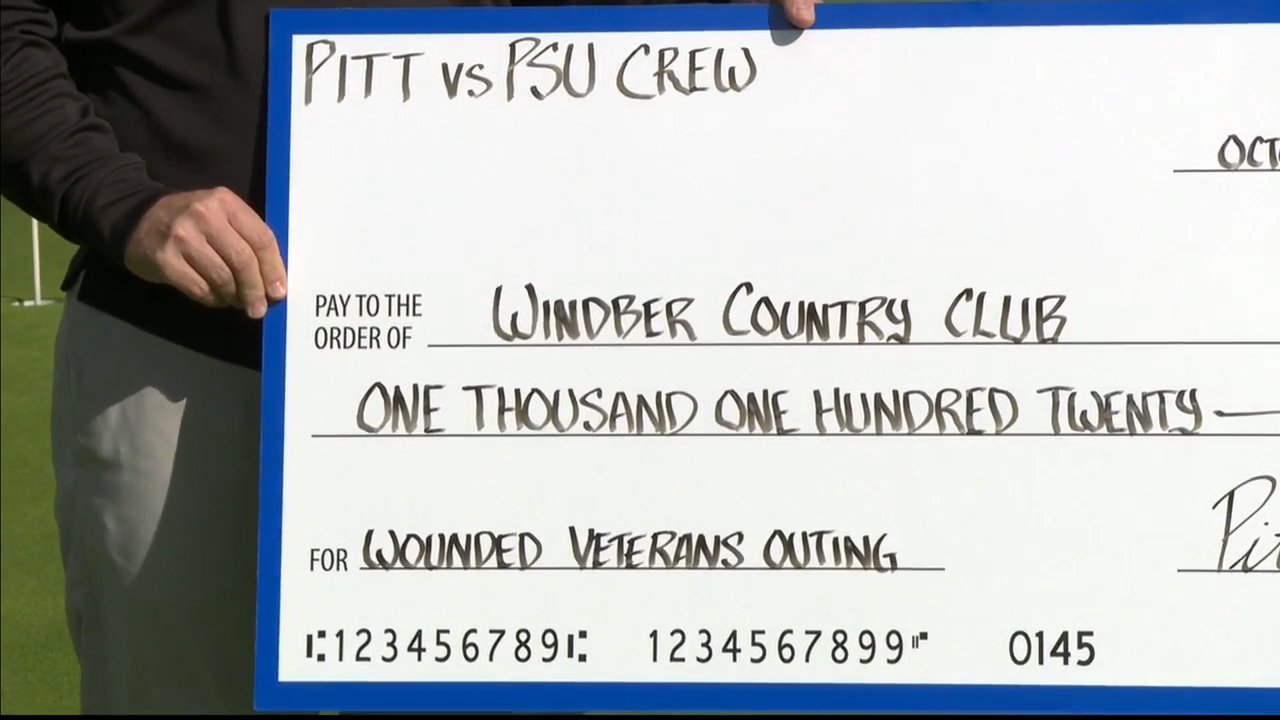 PITT vs PSU CREW
OCT
PAY TO THE
ORDER OF WINDBER COUNTRY CLUB
ONE THOUSAND ONE HUNDRED TWENTY
FOR WOUNDED VETERANS OUTING
123456789 1234567899 0145